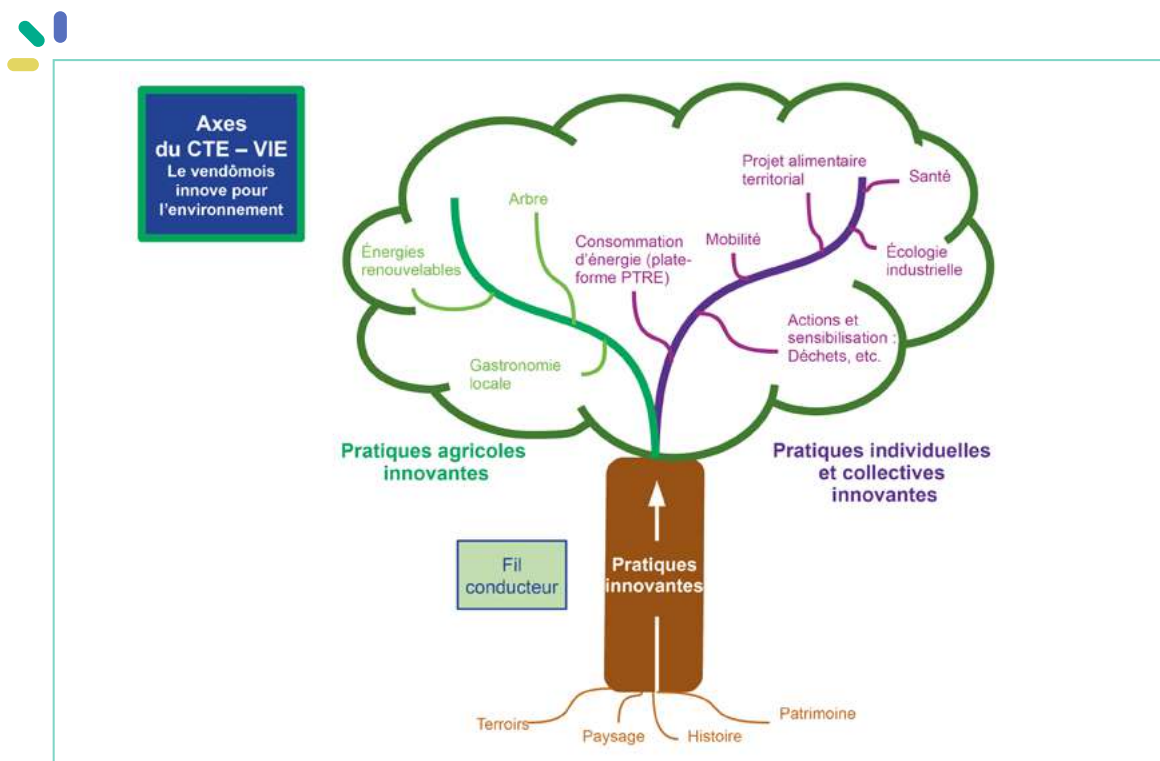 Axes
du CTE – VIE
Le vendômois
innove pour
l'environnement
Énergies
renouvelables
Arbre
Gastronomie
locale
Consommation
d'énergie (plate-
forme PTRE)
Mobilité
Projet alimentaire
territorial
Santé
Écologie
industrielle
Actions et
sensibilisation :
Déchets, etc.
Pratiques agricoles
innovantes
Pratiques individuelles
et collectives
innovantes
Fil
conducteur
Pratiques
innovantes
Terroirs
Paysage
Histoire
Patrimoine